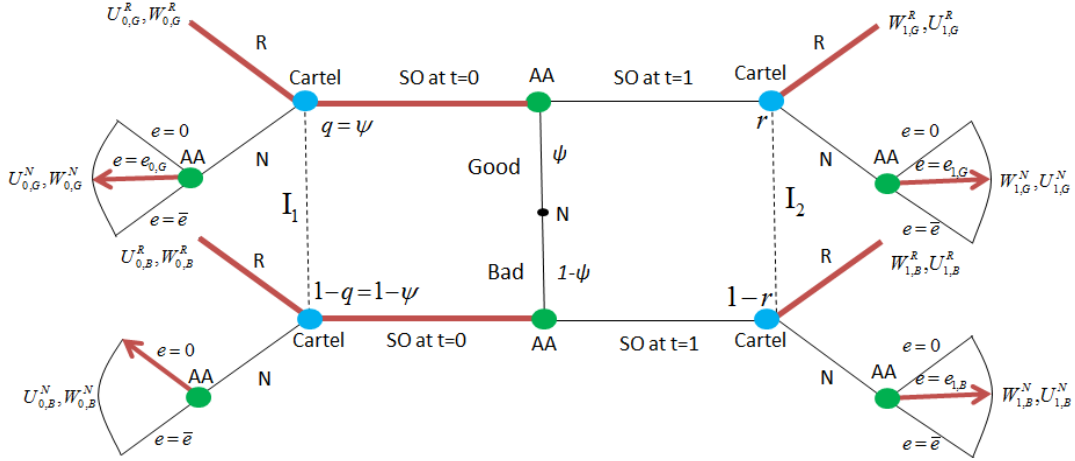 U^R_{0,G}, W^R_{0,G}
W^R_{1,G}, U^R_{1,G}
R
R
Cartel
SO at t=0
AA
SO at t=1
Cartel
q = ψ
r
e = 0
AA
N
Good
ψ
N
AA
e = 0
U^N_{0,G}, W^N_{0,G}
e = e_{0,G}
e = e_{1,G}
W^N_{1,G}, U^N_{1,G}
I_1
N
I_2
e = e̅
e = e̅
U^R_{0,B}, W^R_{0,B}
R
Bad
1-ψ
R
W^R_{1,B}, U^R_{1,B}
1−q = 1−ψ
1−r
Cartel
SO at t=0
AA
SO at t=1
Cartel
e = 0
AA
N
N
AA
e = 0
U^N_{0,B}, W^N_{0,B}
e = e_{1,B}
W^N_{1,B}, U^N_{1,B}
e = e̅
e = e̅